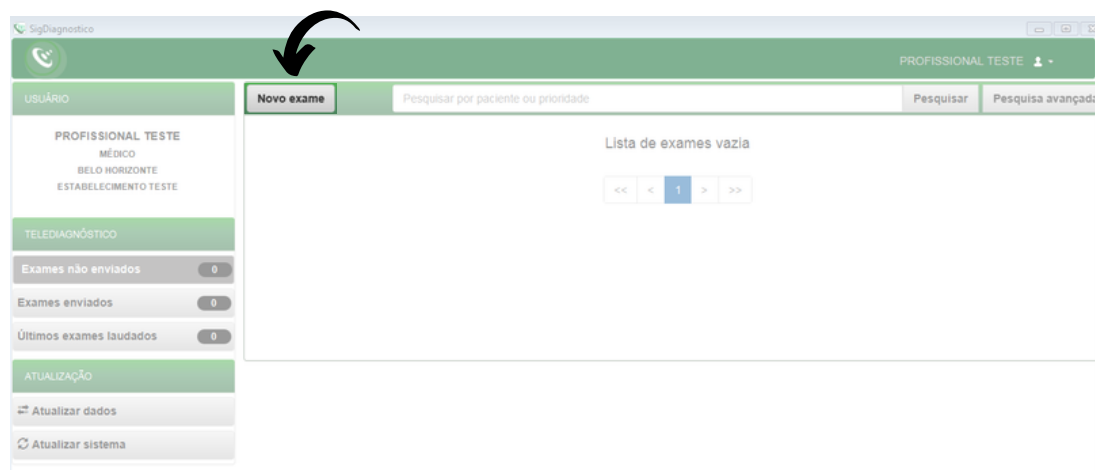 SigDiagnostico
PROFISSIONAL TESTE
USUÁRIO
PROFISSIONAL TESTE
MÉDICO
BELO HORIZONTE
ESTABELECIMENTO TESTE
TELEDIAGNÓSTICO
Exames não enviados 0
Exames enviados 0
Últimos exames laudados 0
ATUALIZAÇÃO
Atualizar dados
Atualizar sistema
Novo exame Pesquisar por paciente ou prioridade Pesquisar Pesquisa avançada
Lista de exames vazia
<< < 1 > >>